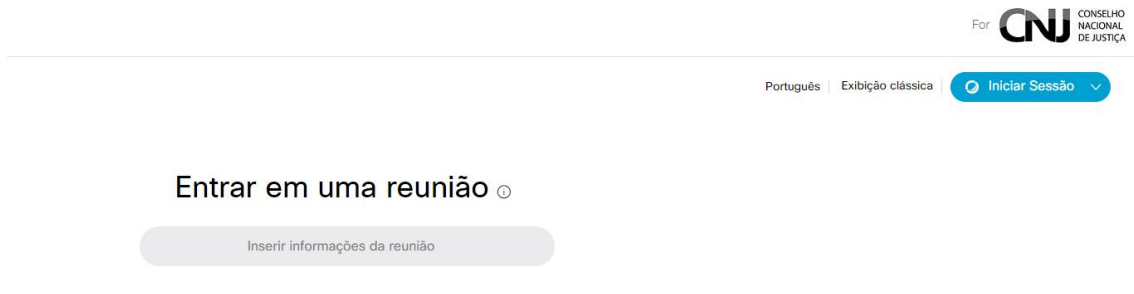 For CNJ CONSELHO
NACIONAL
DE JUSTIÇA
Português Exibição clássica Iniciar Sessão
Entrar em uma reunião
Inserir informações da reunião